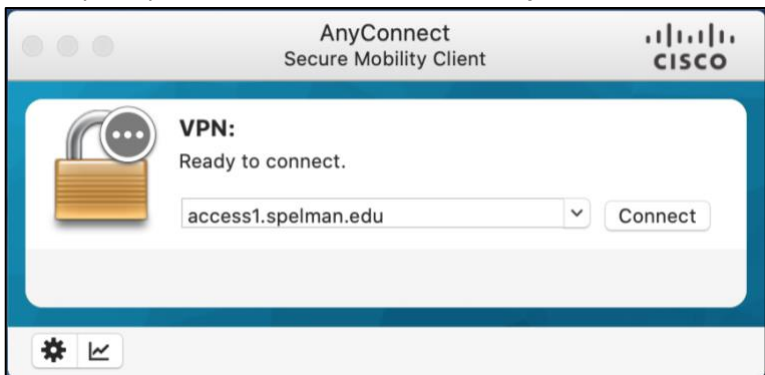 AnyConnect
Secure Mobility Client
CISCO
VPN:
Ready to connect.
access1.spelman.edu
Connect